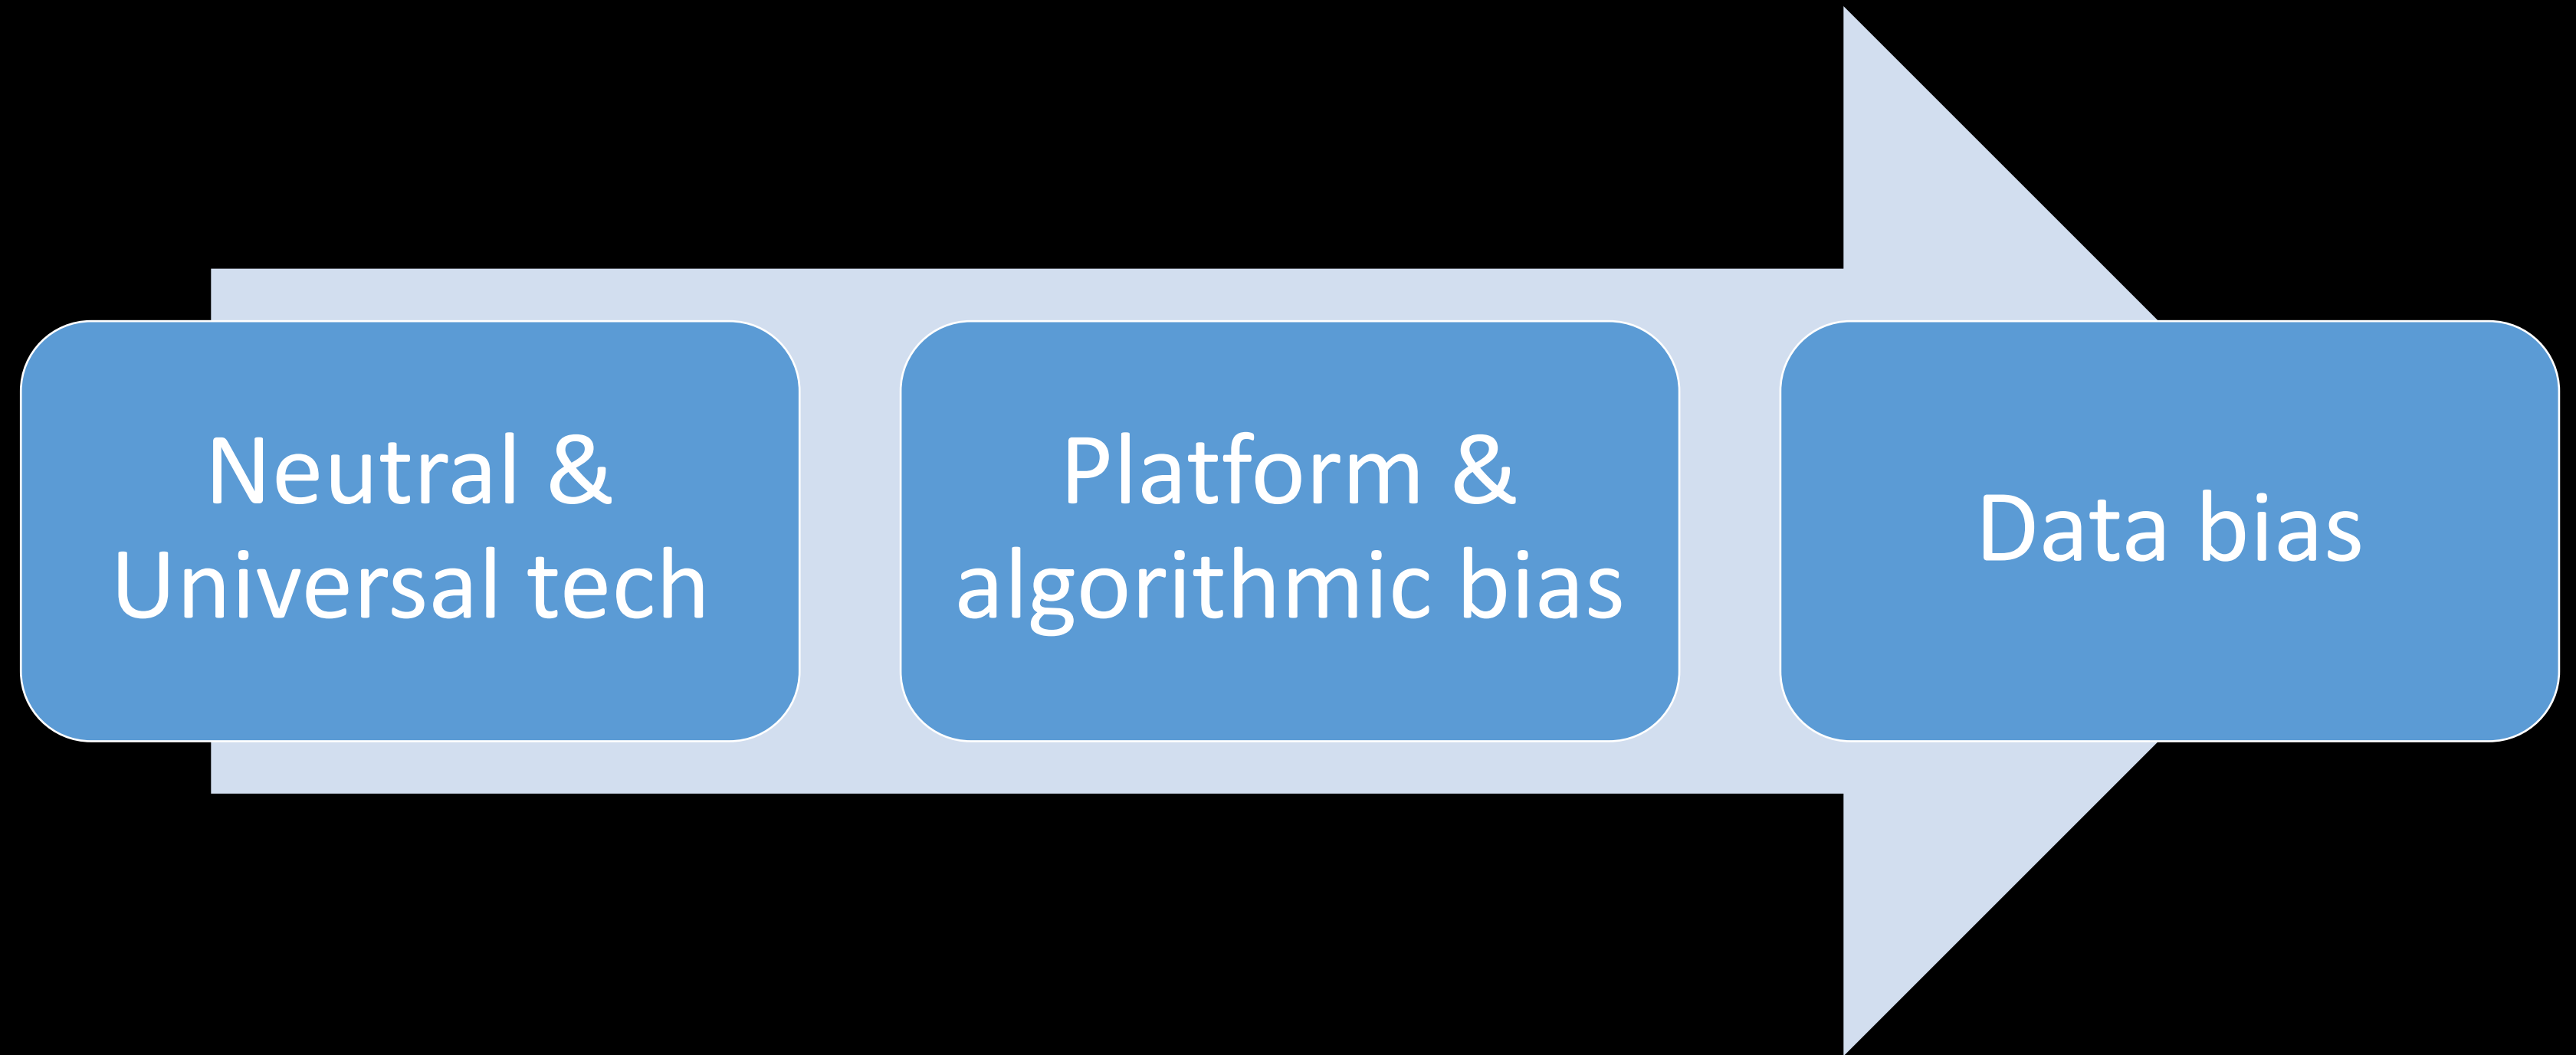 Neutral &
Universal tech
Platform &
algorithmic bias
Data bias